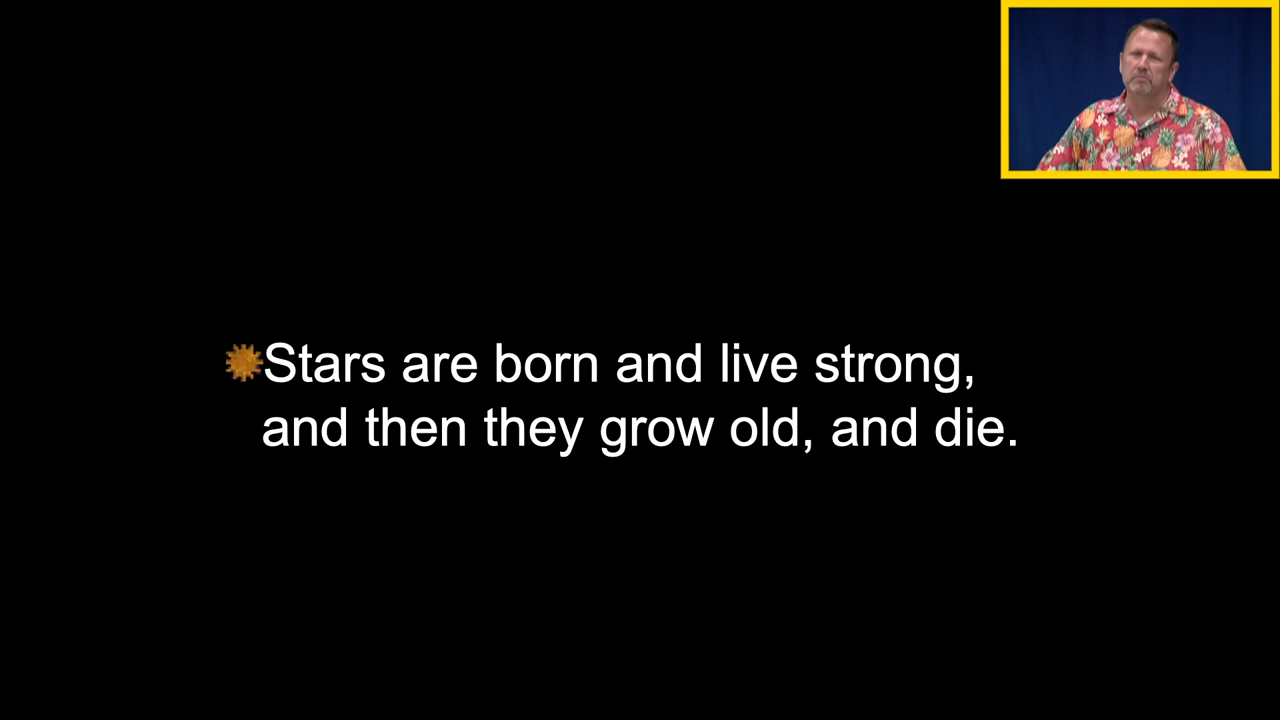 Stars are born and live strong,
and then they grow old, and die.